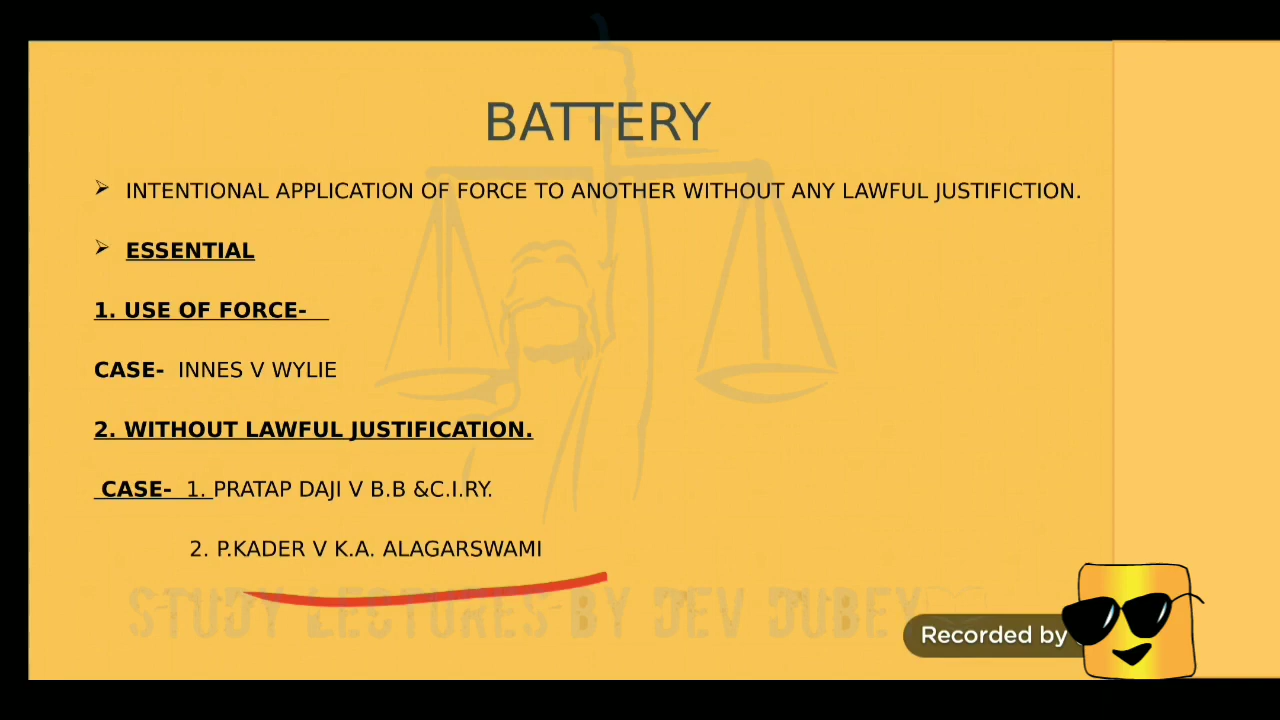 BATTERY
➢ INTENTIONAL APPLICATION OF FORCE TO ANOTHER WITHOUT ANY LAWFUL JUSTIFICTION.
➢ ESSENTIAL
1. USE OF FORCE-
CASE- INNES V WYLIE
2. WITHOUT LAWFUL JUSTIFICATION.
CASE- 1. PRATAP DAJI V B.B &C.I.RY.
2. P.KADER V K.A. ALAGARSWAMI
STUDY LECTURES BY DEV DUBEY
Recorded by